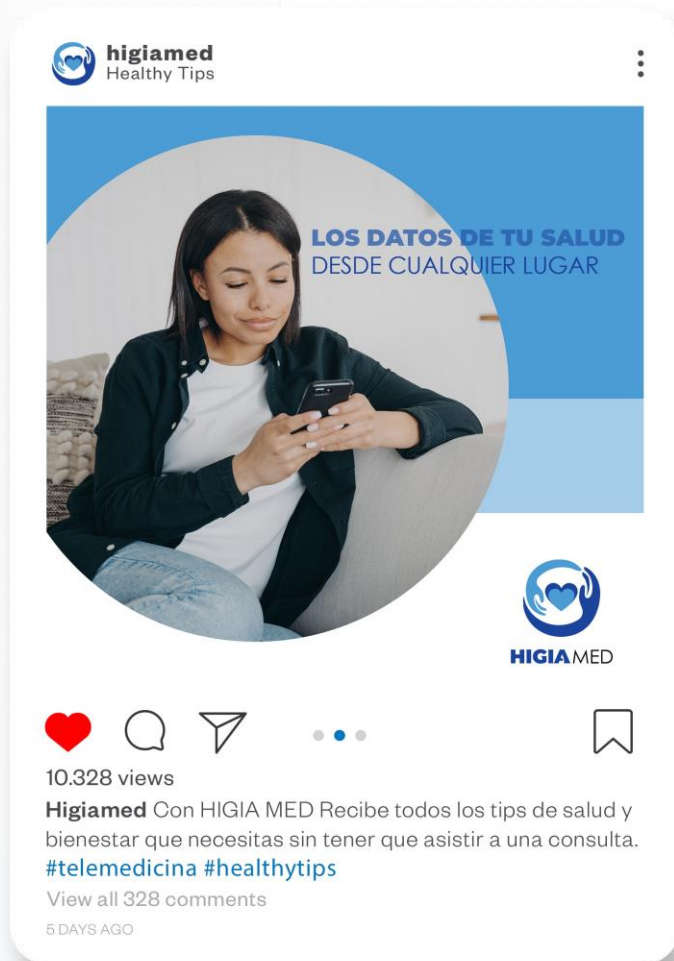 higiamed
Healthy Tips
LOS DATOS DE TU SALUD
DESDE CUALQUIER LUGAR
HIGIAMED
10.328 views
Higiamed Con HIGIA MED Recibe todos los tips de salud y
bienestar que necesitas sin tener que asistir a una consulta.
#telemedicina #healthytips
View all 328 comments
5 DAYS AGO